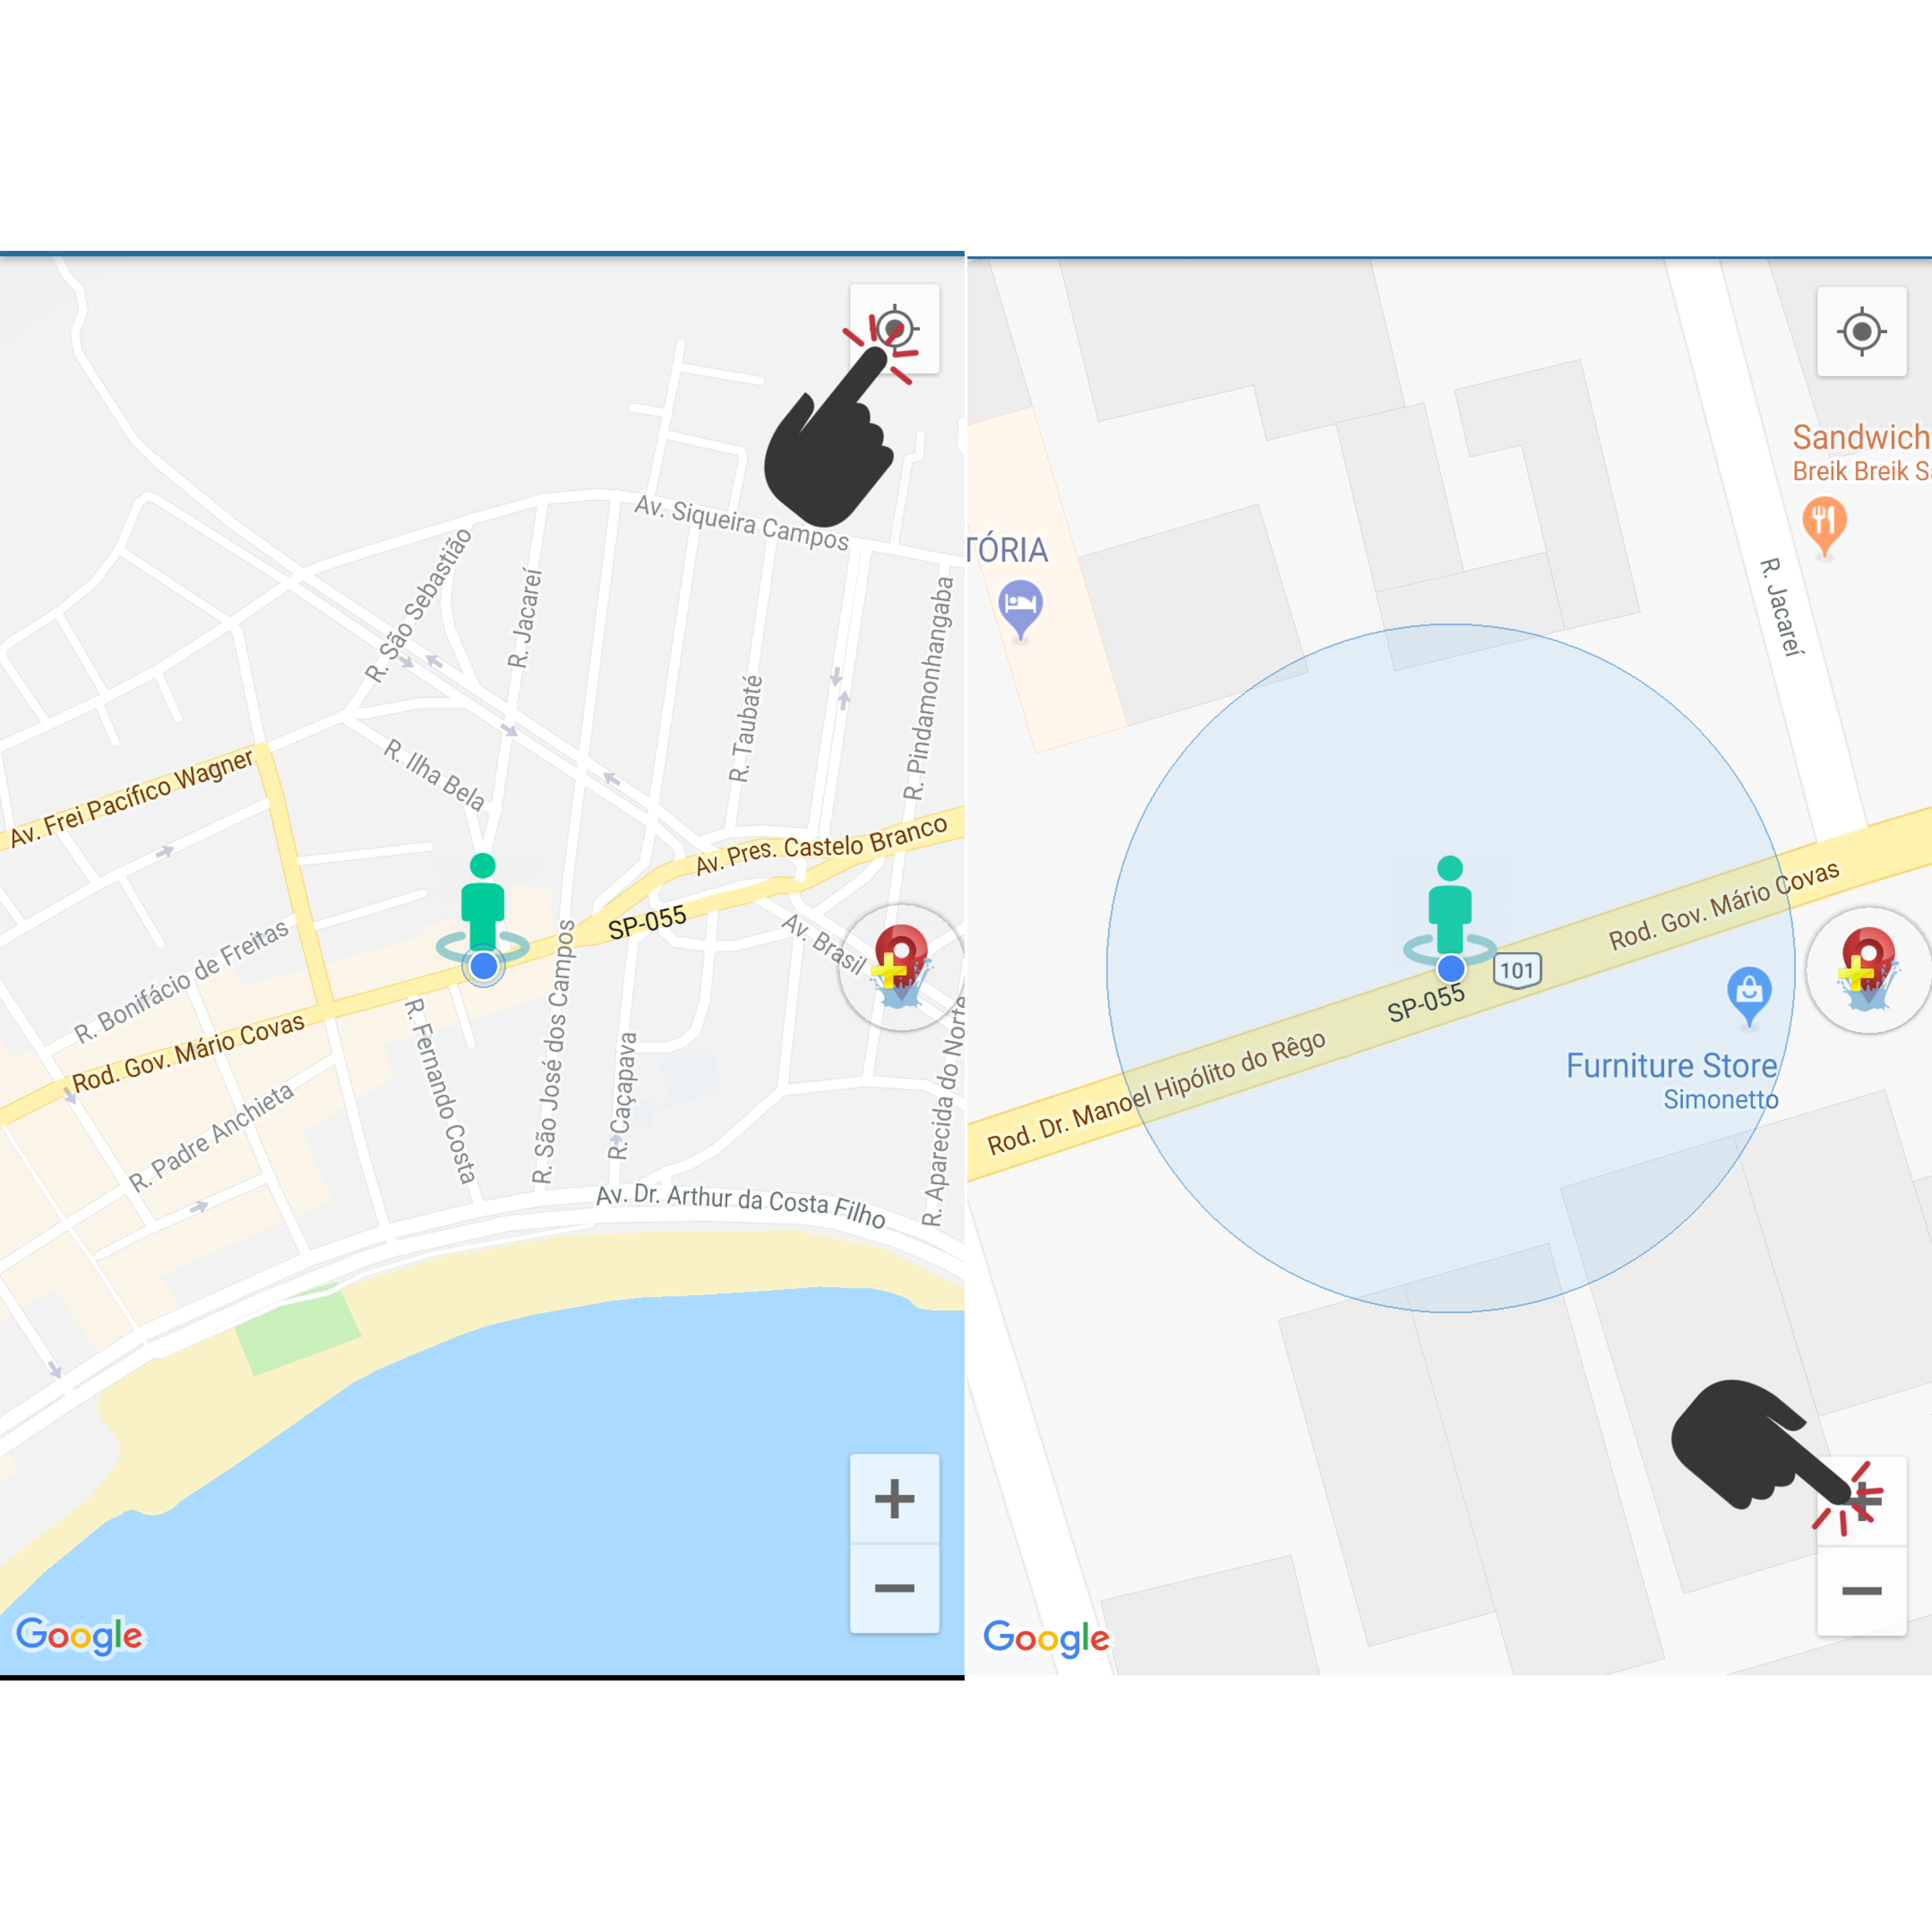 Av. Siqueira Campos
R. São Sebastião
R. Jacareí
R. Pindamonhangaba
R. Taubaté
R. Ilha Bela
Av. Frei Pacífico Wagner
Av. Pres. Castelo Branco
SP-055
Av. Brasil
R. Bonifácio de Freitas
Rod. Gov. Mário Covas
R. Fernando Costa
R. São José dos Campos
R. Caçapava
R. Aparecida do Norte
R. Padre Anchieta
Av. Dr. Arthur da Costa Filho
+
−
Google
Sandwich
Breik Breik S
TÓRIA
R. Jacareí
Rod. Gov. Mário Covas
101
SP-055
Rod. Dr. Manoel Hipólito do Rêgo
Furniture Store
Simonetto
+
−
Google